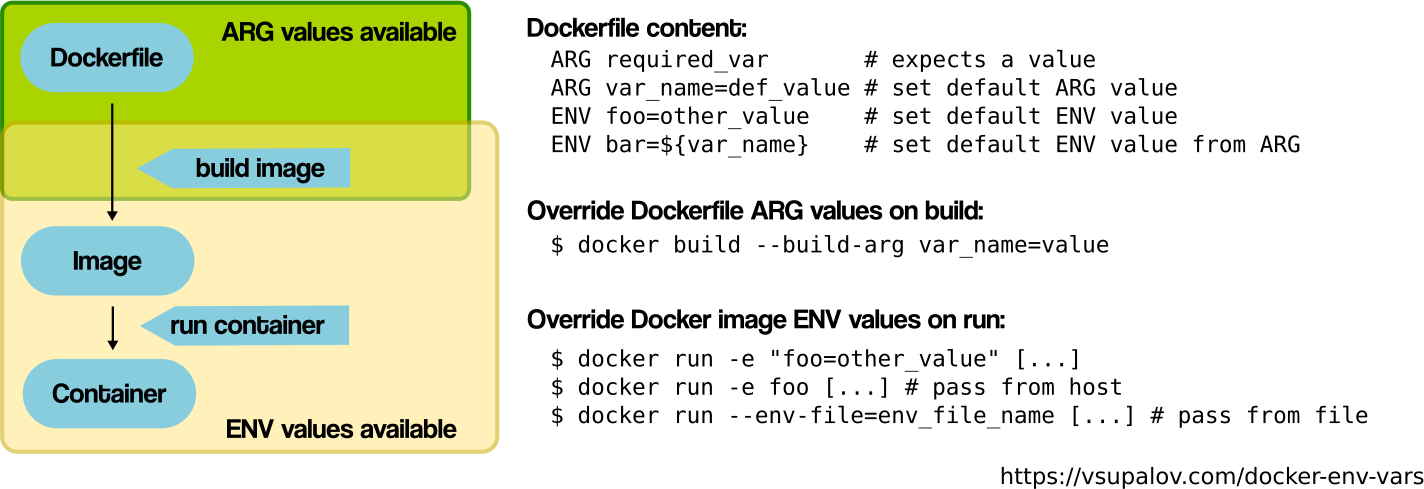 ARG values available
Dockerfile
build image
Image
run container
Container
ENV values available
Dockerfile content:
ARG required_var       # expects a value
ARG var_name=def_value # set default ARG value
ENV foo=other_value    # set default ENV value
ENV bar=${var_name}    # set default ENV value from ARG
Override Dockerfile ARG values on build:
$ docker build --build-arg var_name=value
Override Docker image ENV values on run:
$ docker run -e "foo=other_value" [...]
$ docker run -e foo [...] # pass from host
$ docker run --env-file=env_file_name [...] # pass from file
https://vsupalov.com/docker-env-vars